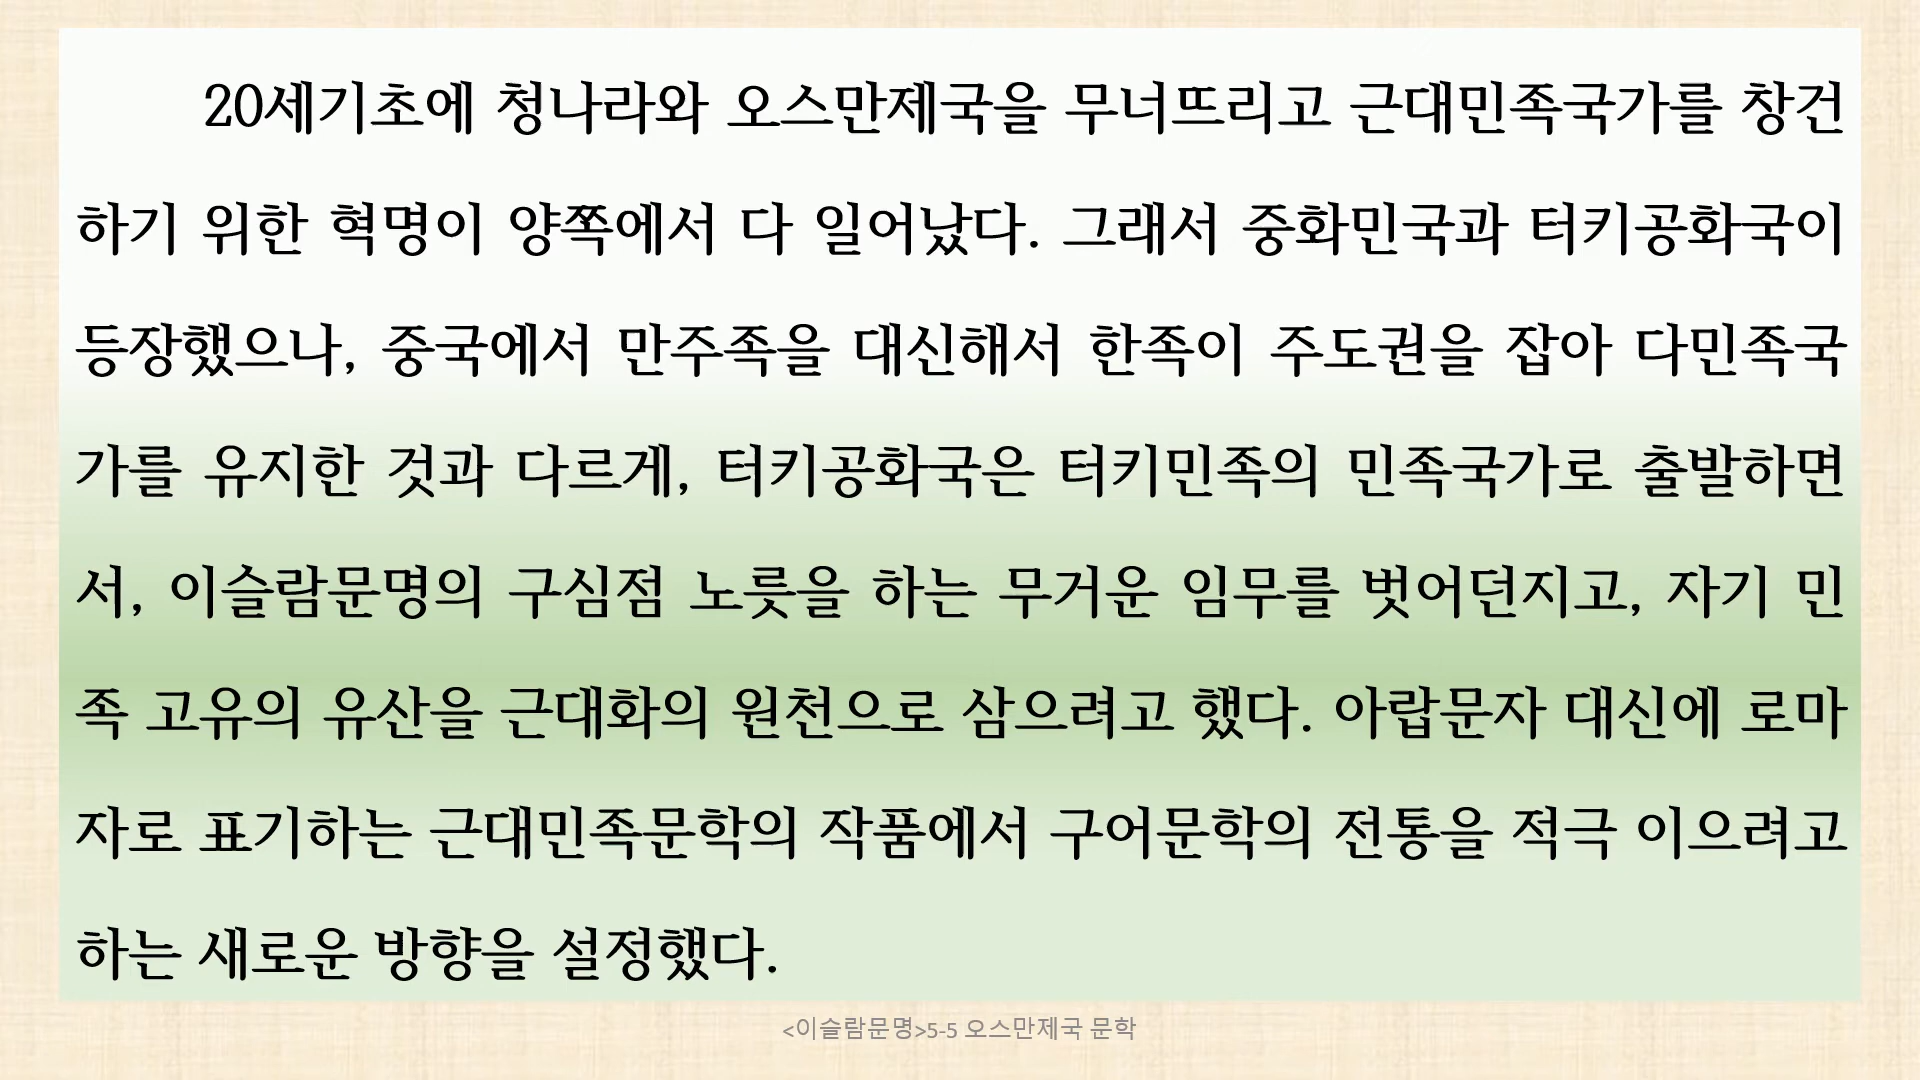 20세기초에 청나라와 오스만제국을 무너뜨리고 근대민족국가를 창건
하기 위한 혁명이 양쪽에서 다 일어났다. 그래서 중화민국과 터키공화국이
등장했으나, 중국에서 만주족을 대신해서 한족이 주도권을 잡아 다민족국
가를 유지한 것과 다르게, 터키공화국은 터키민족의 민족국가로 출발하면
서, 이슬람문명의 구심점 노릇을 하는 무거운 임무를 벗어던지고, 자기 민
족 고유의 유산을 근대화의 원천으로 삼으려고 했다. 아랍문자 대신에 로마
자로 표기하는 근대민족문학의 작품에서 구어문학의 전통을 적극 이으려고
하는 새로운 방향을 설정했다.
<이슬람문명>5-5 오스만제국 문학